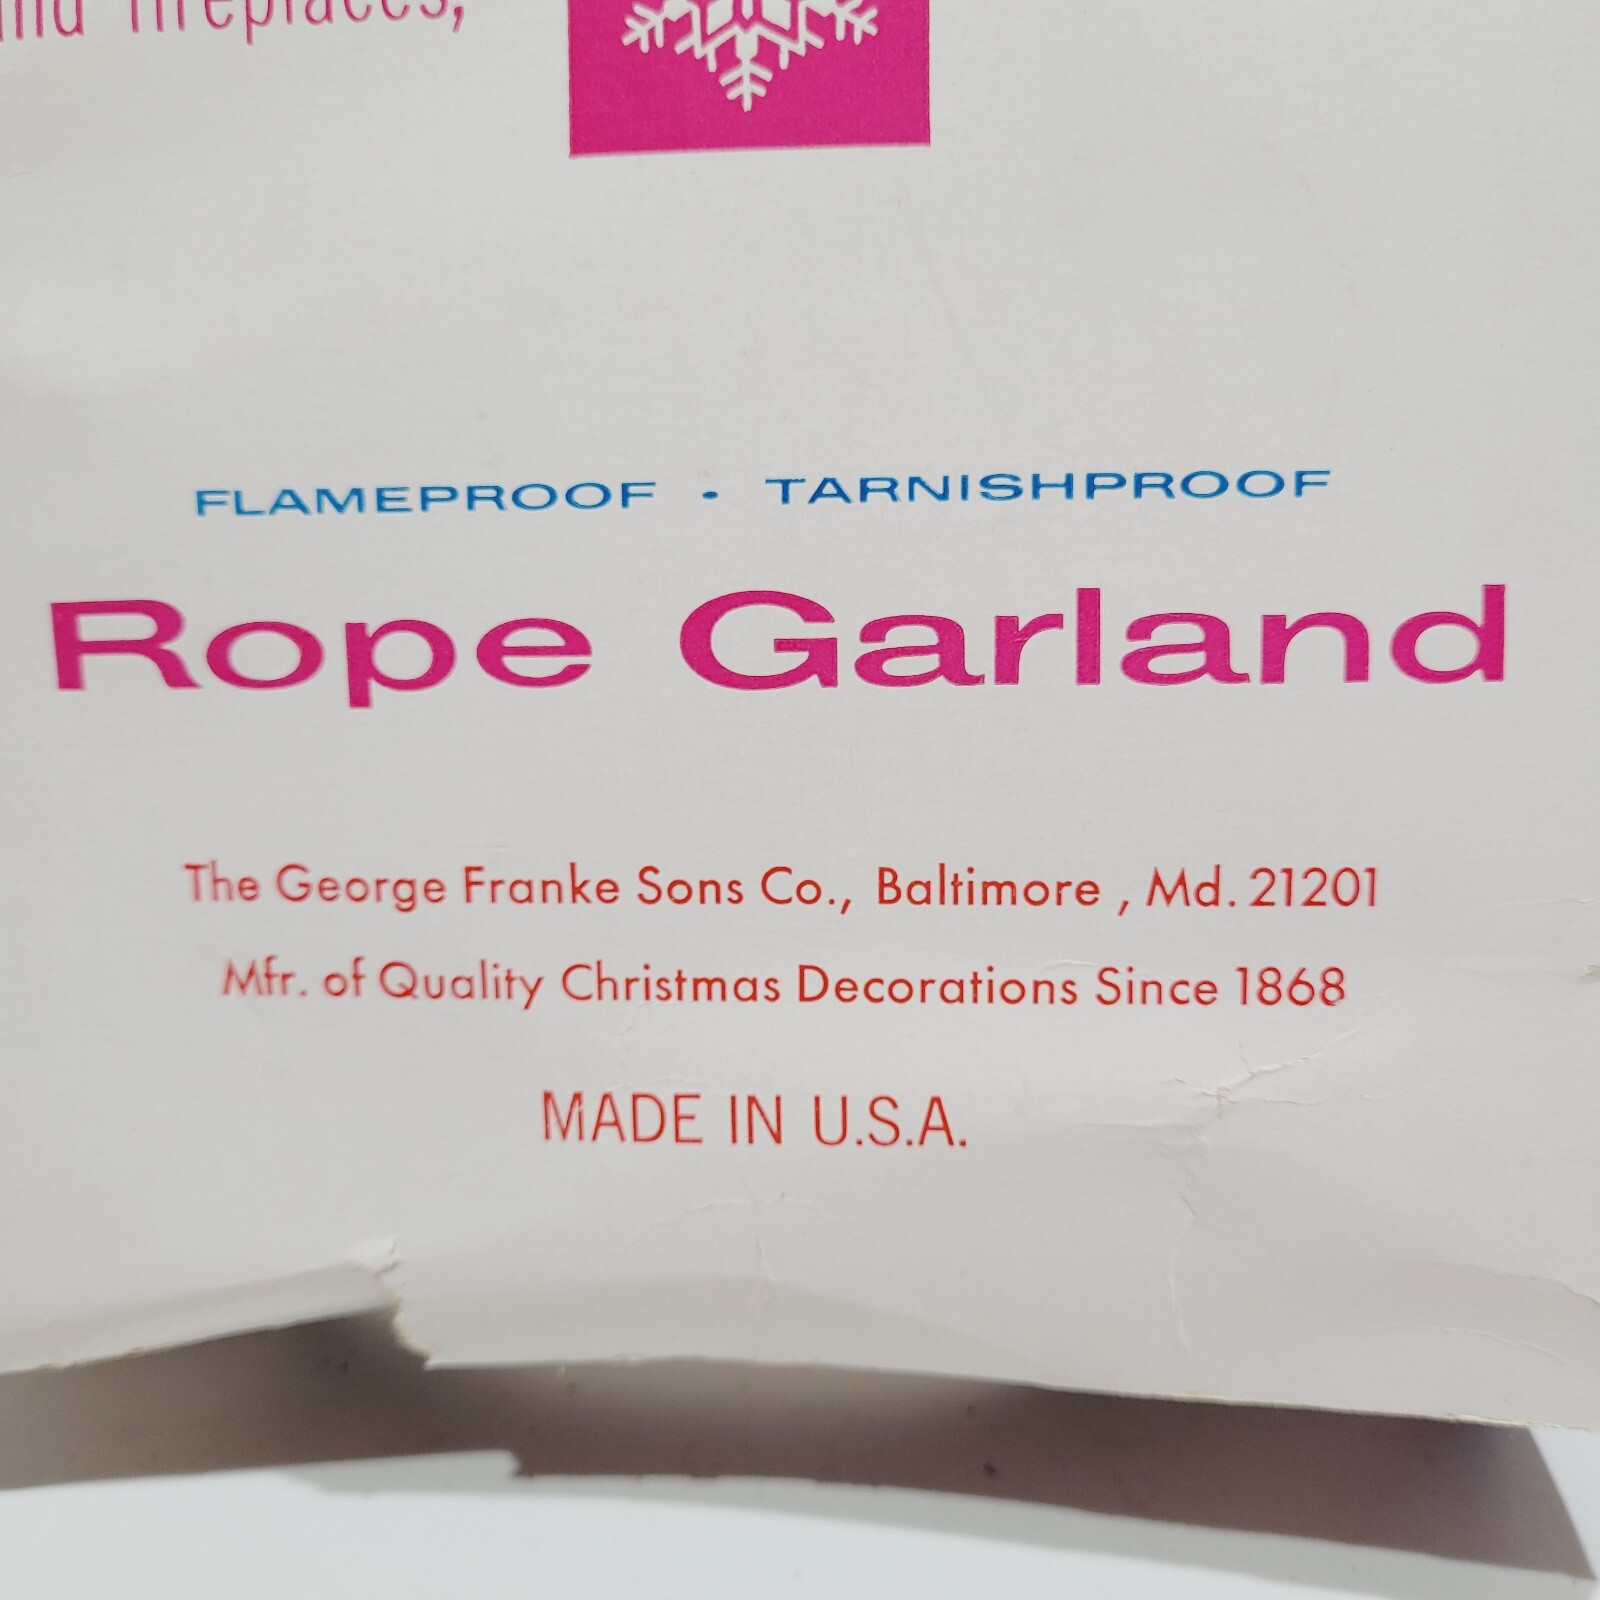 fireplaces,
FLAMEPROOF • TARNISHPROOF
Rope Garland
The George Franke Sons Co., Baltimore , Md. 21201
Mfr. of Quality Christmas Decorations Since 1868
MADE IN U.S.A.